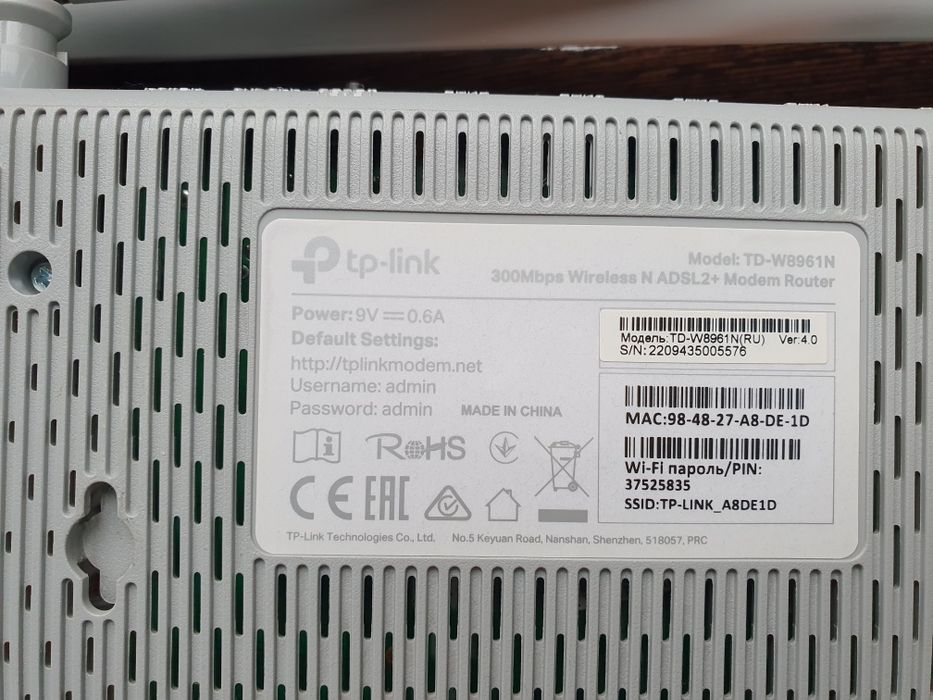 tp-link
Model: TD-W8961N
300Mbps Wireless N ADSL2+ Modem Router
Power: 9V ⎓ 0.6A
Default Settings:
http://tplinkmodem.net
Username: admin
Password: admin
MADE IN CHINA
RoHS
CE EAC
TP-Link Technologies Co., Ltd. No.5 Keyuan Road, Nanshan, Shenzhen, 518057, PRC
Модель:TD-W8961N(RU) Ver:4.0
S/N: 2209435005576
MAC:98-48-27-A8-DE-1D
Wi-Fi пароль/PIN:
37525835
SSID:TP-LINK_A8DE1D